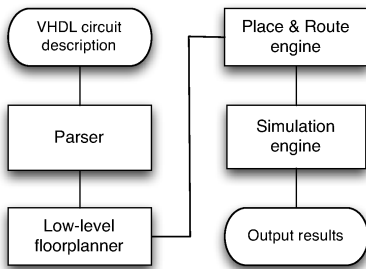 VHDL circuit
description
Parser
Low-level
floorplanner
Place & Route
engine
Simulation
engine
Output results